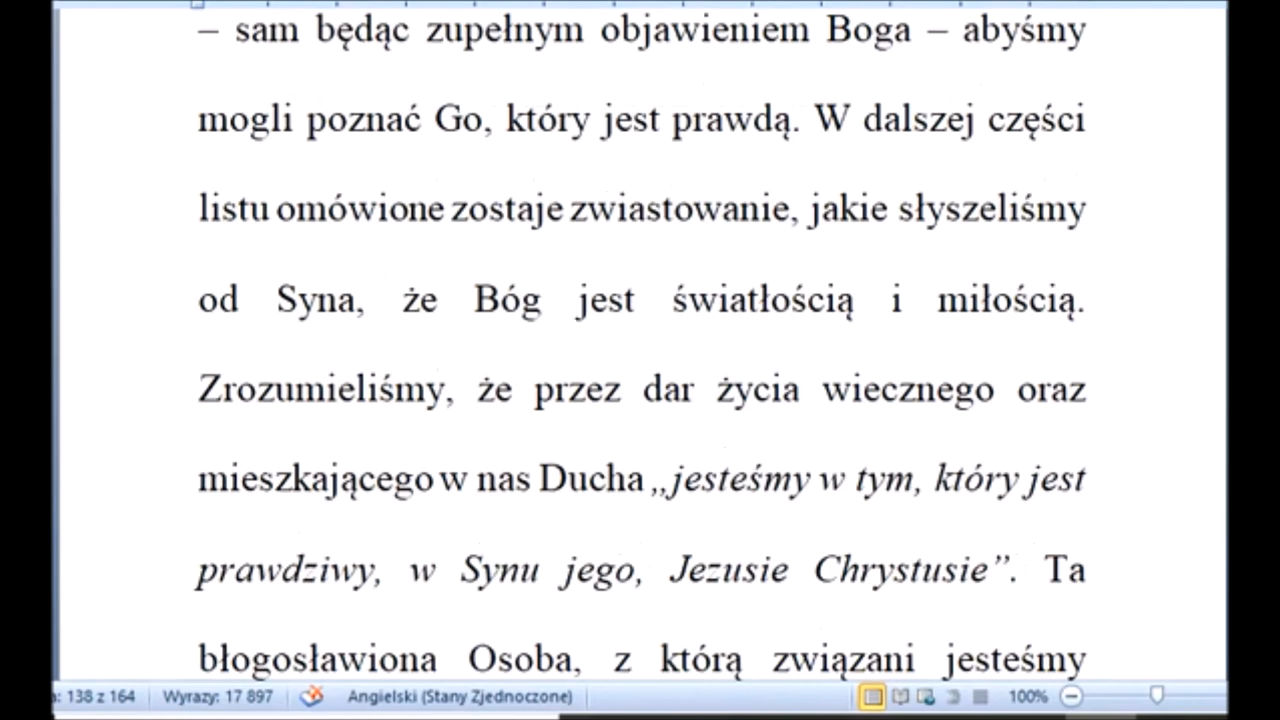 – sam będąc zupełnym objawieniem Boga – abyśmy
mogli poznać Go, który jest prawdą. W dalszej części
listu omówione zostaje zwiastowanie, jakie słyszeliśmy
od Syna, że Bóg jest światłością i miłością.
Zrozumieliśmy, że przez dar życia wiecznego oraz
mieszkającego w nas Ducha „jesteśmy w tym, który jest
prawdziwy, w Synu jego, Jezusie Chrystusie”. Ta
błogosławiona Osoba, z którą związani jesteśmy
: 138 z 164 Wyrazy: 17 897 Angielski (Stany Zjednoczone) 100%